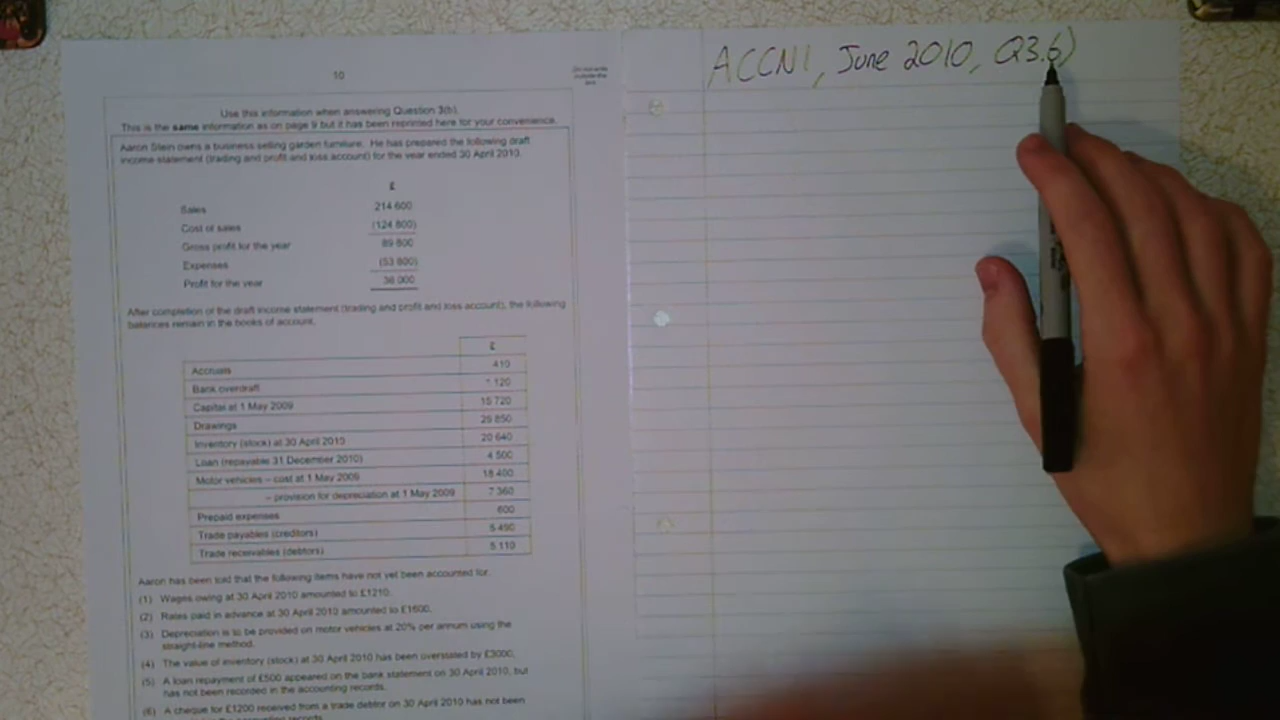 10
ACCN1, June 2010, Q3.b)
Use this information when answering Question 3(b).
This is the same information as on page 9 but it has been reprinted here for your convenience.
Aaron Stein owns a business selling garden furniture. He has prepared the following draft
income statement (trading and profit and loss account) for the year ended 30 April 2010.
£
Sales 214 600
Cost of sales (124 800)
Gross profit for the year 89 800
Expenses (53 800)
Profit for the year 36 000
After completion of the draft income statement (trading and profit and loss account), the following
balances remain in the books of account.
£
Accruals 410
Bank overdraft 1 120
Capital at 1 May 2009 15 720
Drawings
Inventory (stock) at 30 April 2010 20 640
Loan (repayable 31 December 2010) 4 500
Motor vehicles – cost at 1 May 2009 18 400
– provision for depreciation at 1 May 2009 7 360
Prepaid expenses 600
Trade payables (creditors) 5 490
Trade receivables (debtors) 5 110
Aaron has been told that the following items have not yet been accounted for.
(1) Wages owing at 30 April 2010 amounted to £1210.
(2) Rates paid in advance at 30 April 2010 amounted to £1600.
(3) Depreciation is to be provided on motor vehicles at 20% per annum using the
straight-line method.
(4) The value of inventory (stock) at 30 April 2010 has been overstated by £3000.
(5) A loan repayment of £500 appeared on the bank statement on 30 April 2010, but
has not been recorded in the accounting records.
(6) A cheque for £1200 received from a trade debtor on 30 April 2010 has not been